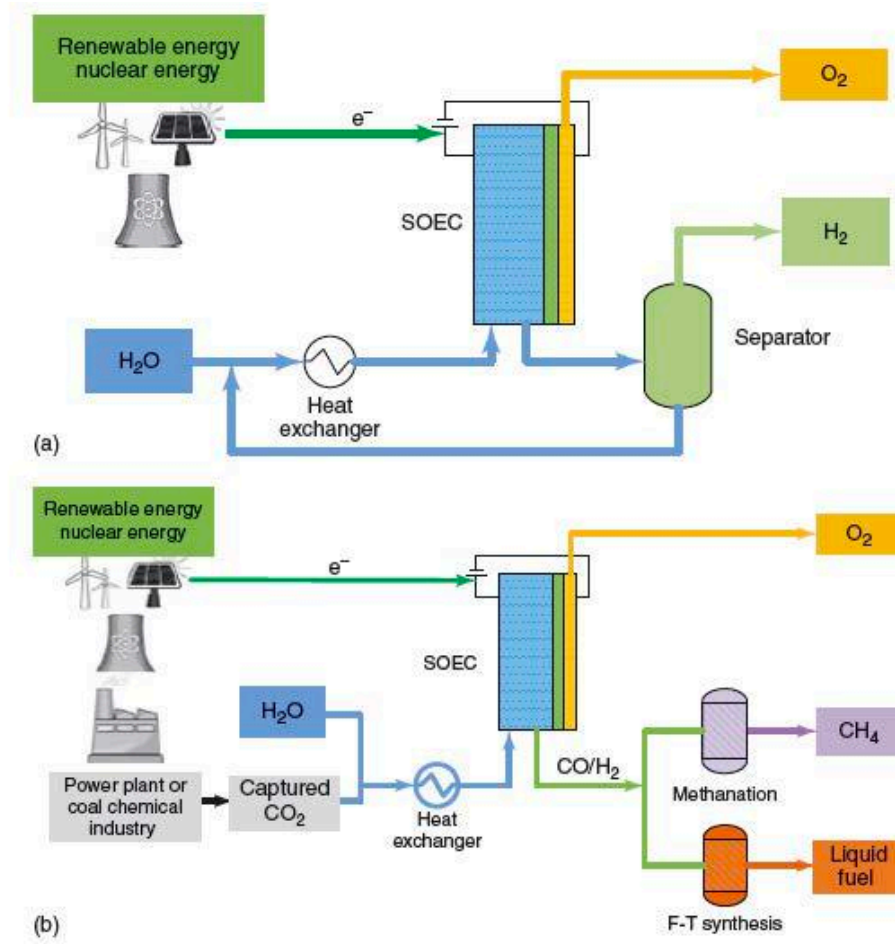 Renewable energy
nuclear energy
O₂
e⁻
SOEC
H₂
H₂O
Separator
Heat
exchanger
(a)
Renewable energy
nuclear energy
O₂
e⁻
SOEC
H₂O
CH₄
CO/H₂
Methanation
Power plant or
coal chemical
industry
Captured
CO₂
Heat
exchanger
Liquid
fuel
F-T synthesis
(b)